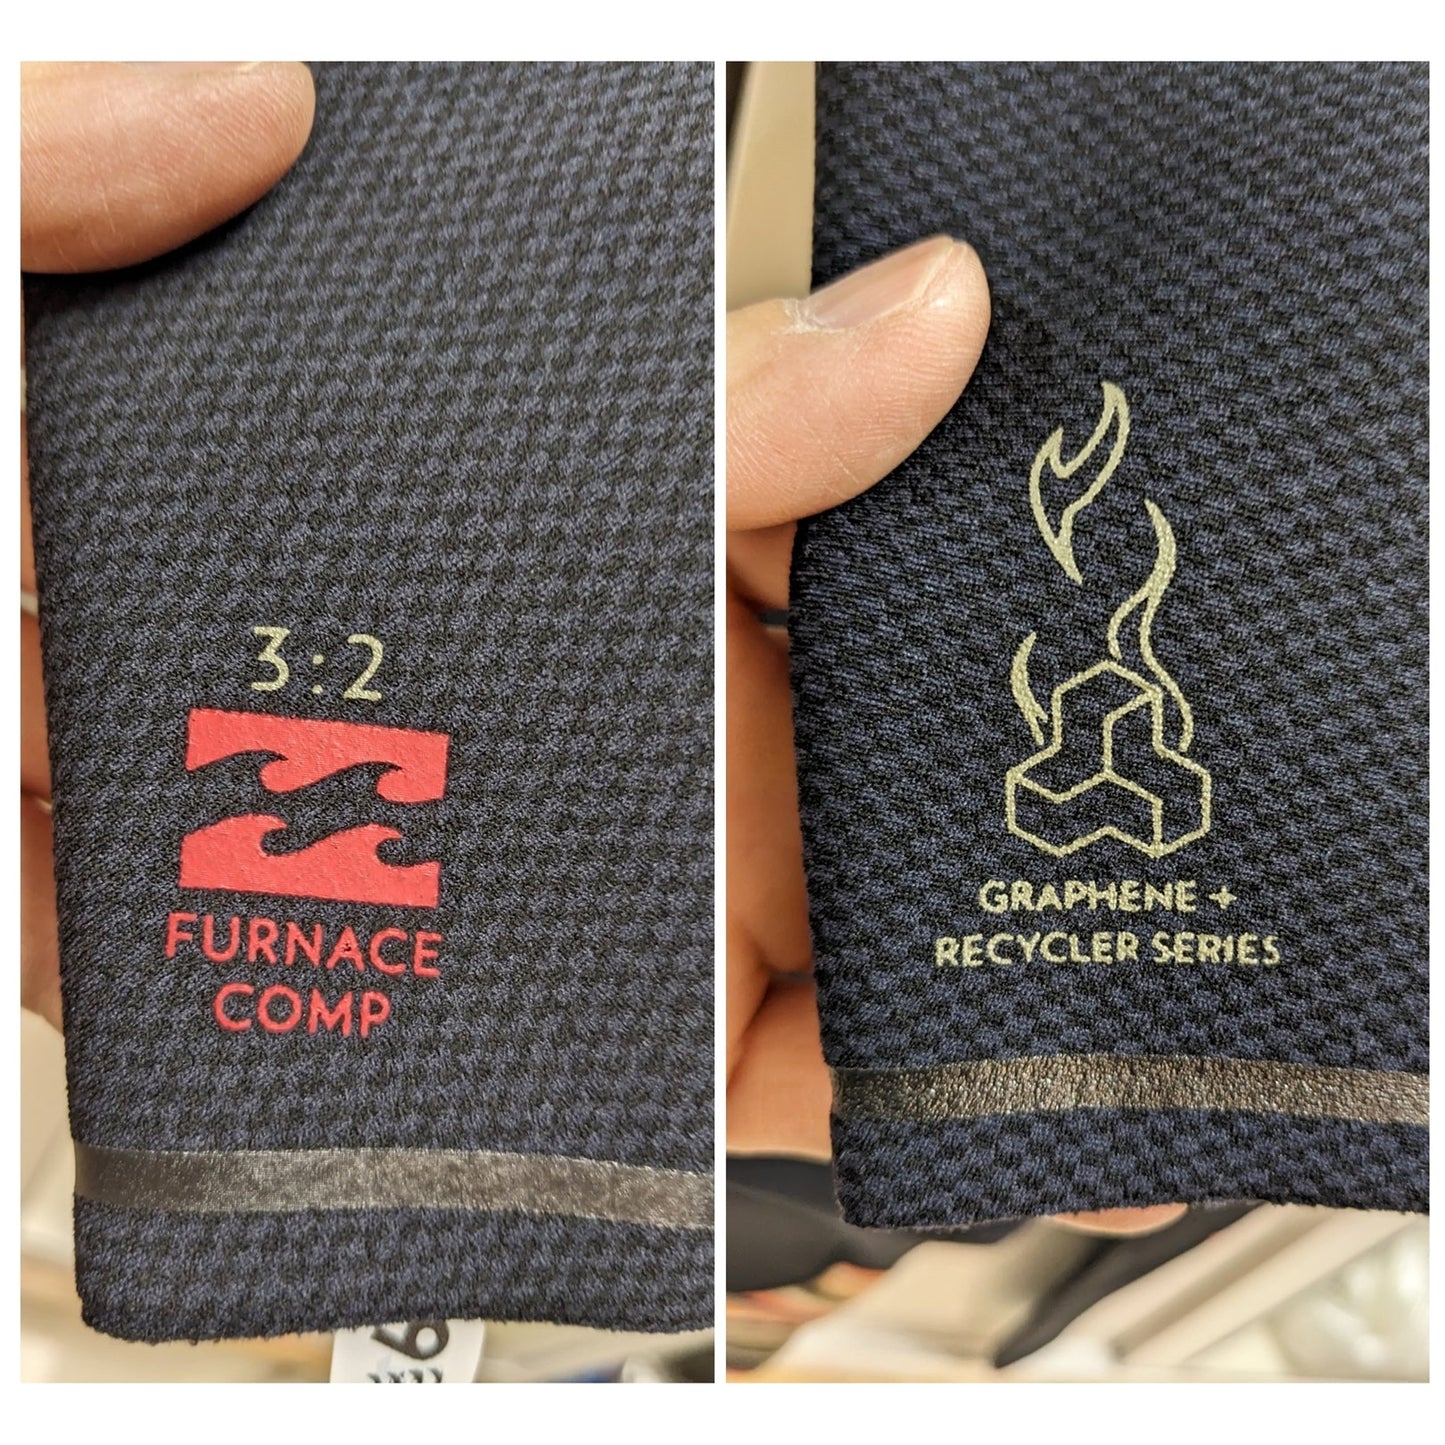 3:2
FURNACE
COMP
GRAPHENE +
RECYCLER SERIES